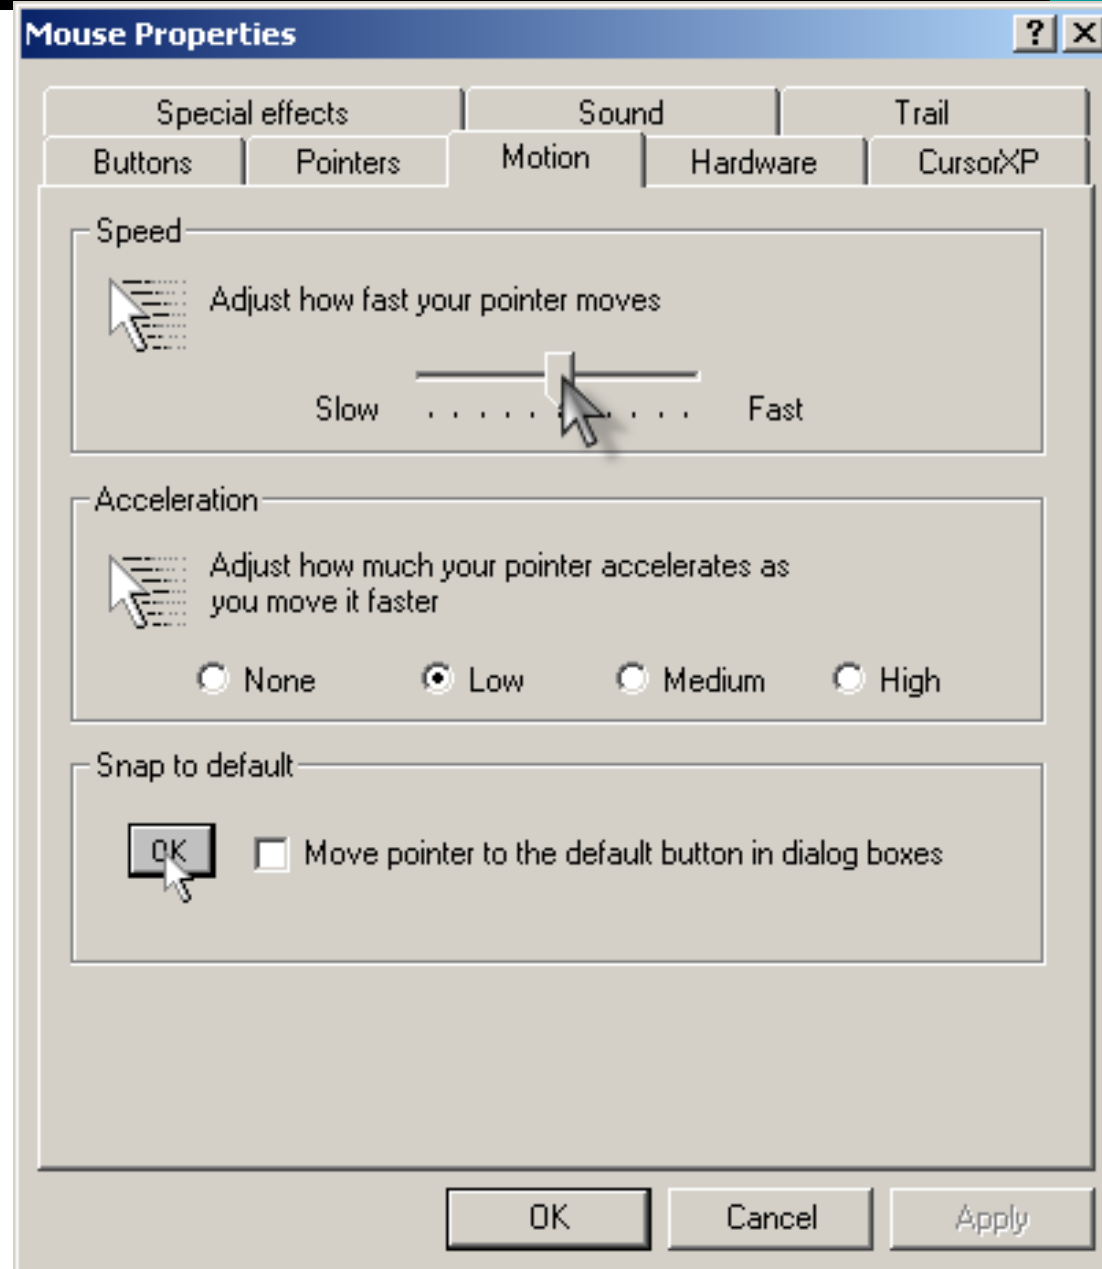 Mouse Properties
? ×
Special effects Sound Trail
Buttons Pointers Motion Hardware CursorXP
Speed
Adjust how fast your pointer moves
Slow Fast
Acceleration
Adjust how much your pointer accelerates as
you move it faster
None Low Medium High
Snap to default
OK Move pointer to the default button in dialog boxes
OK Cancel Apply